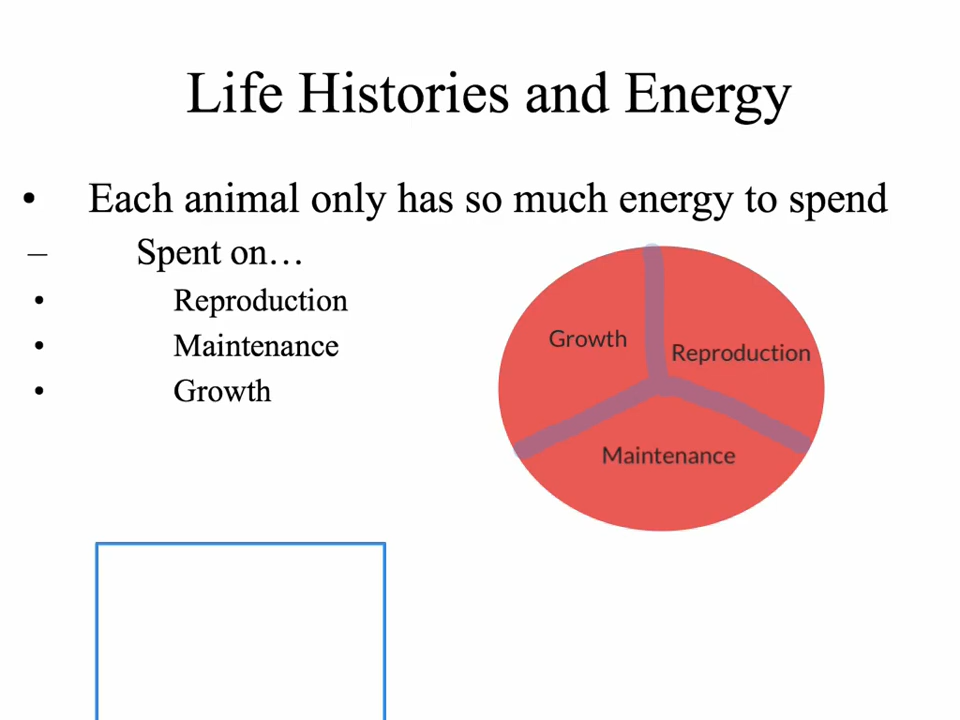 Life Histories and Energy
• Each animal only has so much energy to spend
– Spent on…
• Reproduction
• Maintenance
• Growth
Growth
Reproduction
Maintenance